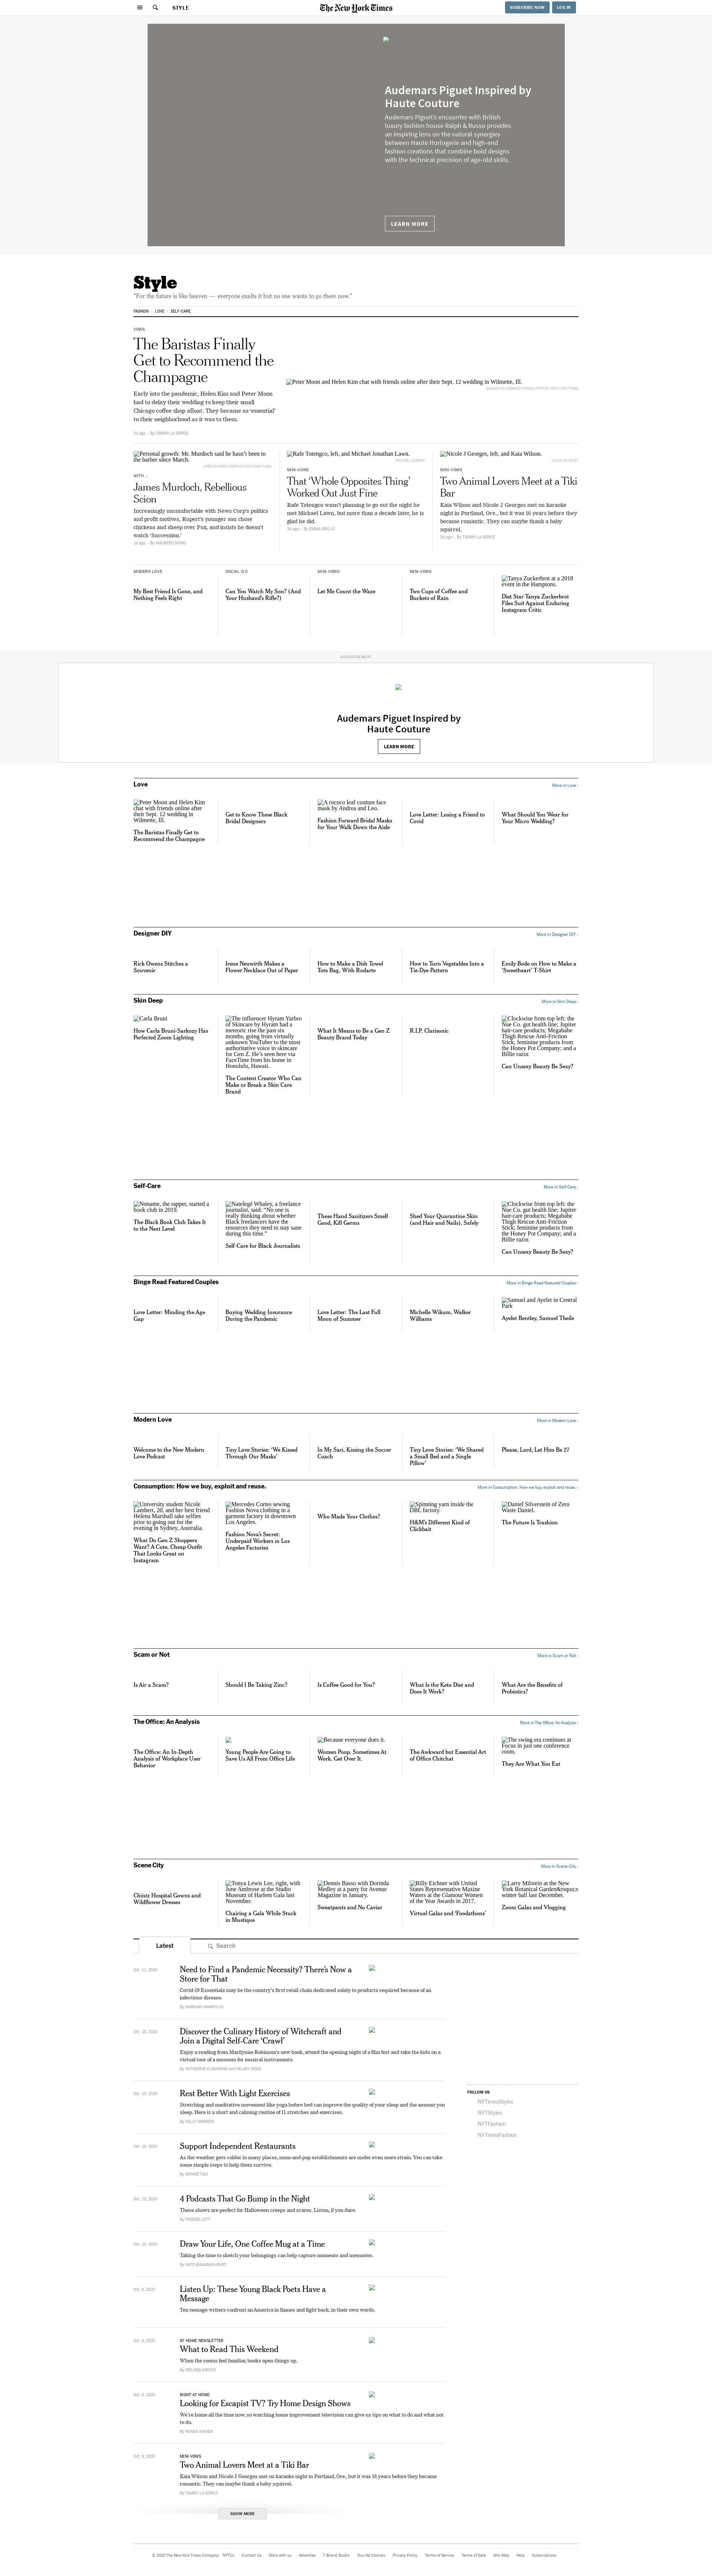 STYLE
The New York Times
SUBSCRIBE NOW
LOG IN
Audemars Piguet Inspired by
Haute Couture
Audemars Piguet's encounter with British
luxury fashion house Ralph & Russo provides
an inspiring lens on the natural synergies
between Haute Horlogerie and high-end
fashion creations that combine bold designs
with the technical precision of age-old skills.
LEARN MORE
Style
"For the future is like heaven — everyone exalts it but no one wants to go there now."
FASHION LOVE SELF-CARE
VOWS
The Baristas Finally
Get to Recommend the
Champagne
Early into the pandemic, Helen Kim and Peter Moon
had to delay their wedding to keep their small
Chicago coffee shop afloat. They became as 'essential'
to their neighborhood as it was to them.
2d ago · By TAMMY LA GORCE
Peter Moon and Helen Kim chat with friends online after their Sept. 12 wedding in Wilmette, Ill.
Personal growth: Mr. Murdoch said he hasn't been to
the barber since March.
WITH ...
James Murdoch, Rebellious
Scion
Increasingly uncomfortable with News Corp's politics
and profit motives, Rupert's younger son chose
chickens and sheep over Fox, and insists he doesn't
watch 'Succession.'
1d ago · By MAUREEN DOWD
Rafe Totengco, left, and Michael Jonathan Lawn.
MINI-VOWS
That 'Whole Opposites Thing'
Worked Out Just Fine
Rafe Totengco wasn't planning to go out the night he
met Michael Lawn, but more than a decade later, he is
glad he did.
2d ago · By EMMA GRILLO
Nicole J Georges, left, and Kaia Wilson.
MINI-VOWS
Two Animal Lovers Meet at a Tiki
Bar
Kaia Wilson and Nicole J Georges met on karaoke
night in Portland, Ore., but it was 16 years before they
became romantic. They can may thank a baby
squirrel.
2d ago · By TAMMY LA GORCE
MODERN LOVE
My Best Friend Is Gone, and
Nothing Feels Right
SOCIAL Q'S
Can You Watch My Son? (And
Your Husband's Rifle?)
MINI-VOWS
Let Me Count the Ways
MINI-VOWS
Two Cups of Coffee and
Buckets of Rain
Tanya Zuckerbrot at a 2018
event in the Hamptons.
Diet Star Tanya Zuckerbrot
Files Suit Against Enduring
Instagram Critic
ADVERTISEMENT
Audemars Piguet Inspired by
Haute Couture
LEARN MORE
Love
More in Love ›
Peter Moon and Helen Kim
chat with friends online after
their Sept. 12 wedding in
Wilmette, Ill.
The Baristas Finally Get to
Recommend the Champagne
Get to Know These Black
Bridal Designers
A rococo leaf couture face
mask by Andrea and Leo.
Fashion Forward Bridal Masks
for Your Walk Down the Aisle
Love Letter: Losing a Friend to
Covid
What Should You Wear for
Your Micro Wedding?
Designer DIY
More in Designer DIY ›
Rick Owens Stitches a
Souvenir
Irene Neuwirth Makes a
Flower Necklace Out of Paper
How to Make a Dish Towel
Tote Bag, With Rodarte
How to Turn Vegetables Into a
Tie-Dye Pattern
Emily Bode on How to Make a
'Sweetheart' T-Shirt
Skin Deep
More in Skin Deep ›
Carla Bruni
How Carla Bruni-Sarkozy Has
Perfected Zoom Lighting
The influencer Hyram Yarbro
of Skincare by Hyram had a
meteoric rise the past six
months, going from virtually
unknown YouTuber to the most
authoritative voice in skincare
for Gen Z. He's seen here via
FaceTime from his home in
Honolulu, Hawaii.
The Content Creator Who Can
Make or Break a Skin Care
Brand
What It Means to Be a Gen Z
Beauty Brand Today
R.I.P. Clarisonic
Clockwise from top left: the
Nue Co. gut health line; Jupiter
hair-care products; Megababe
Thigh Rescue Anti-Friction
Stick; feminine products from
the Honey Pot Company; and a
Billie razor.
Can Unsexy Beauty Be Sexy?
Self-Care
More in Self-Care ›
Noname, the rapper, started a
book club in 2019.
The Black Book Club Takes It
to the Next Level
Natelegé Whaley, a freelance
journalist, said: "No one is
really thinking about whether
Black freelancers have the
resources they need to stay sane
during this time."
Self-Care for Black Journalists
These Hand Sanitizers Smell
Good, Kill Germs
Shed Your Quarantine Skin
(and Hair and Nails), Safely
Clockwise from top left: the
Nue Co. gut health line; Jupiter
hair-care products; Megababe
Thigh Rescue Anti-Friction
Stick; feminine products from
the Honey Pot Company; and a
Billie razor.
Can Unsexy Beauty Be Sexy?
Binge Read Featured Couples
More in Binge Read Featured Couples ›
Love Letter: Minding the Age
Gap
Buying Wedding Insurance
During the Pandemic
Love Letter: The Last Full
Moon of Summer
Michelle Wikum, Walker
Williams
Samuel and Ayelet in Central
Park
Ayelet Bentley, Samuel Theile
Modern Love
More in Modern Love ›
Welcome to the New Modern
Love Podcast
Tiny Love Stories: 'We Kissed
Through Our Masks'
In My Sari, Kissing the Soccer
Coach
Tiny Love Stories: 'We Shared
a Small Bed and a Single
Pillow'
Please, Lord, Let Him Be 27
Consumption: How we buy, exploit and reuse.
More in Consumption: How we buy, exploit and reuse. ›
University student Nicole
Lambert, 20, and her best friend
Helena Marshall take selfies
prior to going out for the
evening in Sydney, Australia.
What Do Gen Z Shoppers
Want? A Cute, Cheap Outfit
That Looks Great on
Instagram
Mercedes Cortes sewing
Fashion Nova clothing in a
garment factory in downtown
Los Angeles.
Fashion Nova's Secret:
Underpaid Workers in Los
Angeles Factories
Who Made Your Clothes?
Spinning yarn inside the
DBL factory.
H&M's Different Kind of
Clickbait
Daniel Silverstein of Zero
Waste Daniel.
The Future Is Trashion
Scam or Not
More in Scam or Not ›
Is Air a Scam?
Should I Be Taking Zinc?
Is Coffee Good for You?
What Is the Keto Diet and
Does It Work?
What Are the Benefits of
Probiotics?
The Office: An Analysis
More in The Office: An Analysis ›
The Office: An In-Depth
Analysis of Workplace User
Behavior
Young People Are Going to
Save Us All From Office Life
Because everyone does it.
Women Poop. Sometimes At
Work. Get Over It.
The Awkward but Essential Art
of Office Chitchat
The swing era continues at
Focus in just one conference
room.
They Are What You Eat
Scene City
More in Scene City ›
Chintz Hospital Gowns and
Wildflower Dresses
Tonya Lewis Lee, right, with
June Ambrose at the Studio
Museum of Harlem Gala last
November.
Chairing a Gala While Stuck
in Mustique
Dennis Basso with Dorinda
Medley at a party for Avenue
Magazine in January.
Sweatpants and No Caviar
Billy Eichner with United
States Representative Maxine
Waters at the Glamour Women
of the Year Awards in 2017.
Virtual Galas and 'Foodathons'
Larry Milstein at the New
York Botanical Garden&rsquo;s
winter ball last December.
Zoom Galas and Vlogging
Latest
Search
Oct. 11, 2020
Need to Find a Pandemic Necessity? There's Now a
Store for That
Covid-19 Essentials may be the country's first retail chain dedicated solely to products required because of an
infectious disease.
Oct. 10, 2020
Discover the Culinary History of Witchcraft and
Join a Digital Self-Care 'Crawl'
Enjoy a reading from Marilynne Robinson's new book, attend the opening night of a film fest and take the kids on a
virtual tour of a museum for musical instruments.
Oct. 10, 2020
Rest Better With Light Exercises
Stretching and meditative movement like yoga before bed can improve the quality of your sleep and the amount you
sleep. Here is a short and calming routine of 11 stretches and exercises.
Oct. 10, 2020
Support Independent Restaurants
As the weather gets colder in many places, mom-and-pop establishments are under even more strain. You can take
some simple steps to help them survive.
By BONNIE TSUI
Oct. 10, 2020
4 Podcasts That Go Bump in the Night
These shows are perfect for Halloween creeps and scares. Listen, if you dare.
By PHOEBE LETT
Oct. 10, 2020
Draw Your Life, One Coffee Mug at a Time
Taking the time to sketch your belongings can help capture moments and memories.
Oct. 9, 2020
Listen Up: These Young Black Poets Have a
Message
Ten teenage writers confront an America in flames and fight back, in their own words.
Oct. 9, 2020
AT HOME NEWSLETTER
What to Read This Weekend
When the rooms feel familiar, books open things up.
By MELISSA KIRSCH
Oct. 9, 2020
RIGHT AT HOME
Looking for Escapist TV? Try Home Design Shows
We're home all the time now, so watching home improvement television can give us tips on what to do and what not
to do.
By RONDA KAYSEN
Oct. 9, 2020
MINI-VOWS
Two Animal Lovers Meet at a Tiki Bar
Kaia Wilson and Nicole J Georges met on karaoke night in Portland, Ore., but it was 16 years before they became
romantic. They can may thank a baby squirrel.
By TAMMY LA GORCE
SHOW MORE
FOLLOW US
NYTimesStyles
NYTStyles
NYTFashion
NYTimesFashion
© 2020 The New York Times Company NYTCo Contact Us Work with us Advertise T Brand Studio Your Ad Choices Privacy Policy Terms of Service Terms of Sale Site Map Help Subscriptions